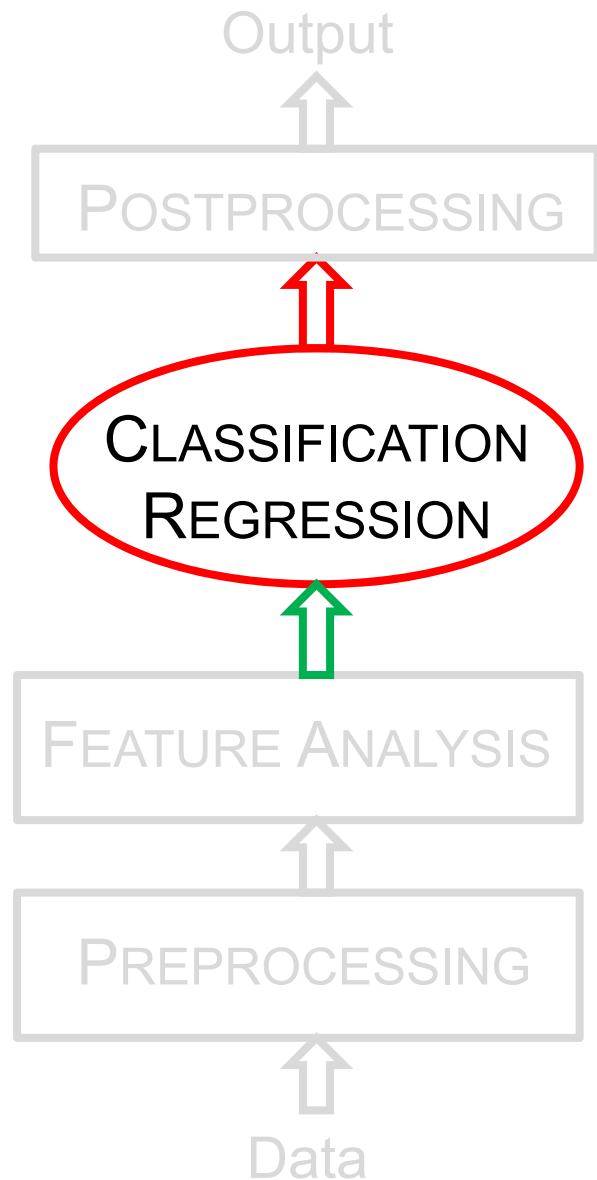 Output
POSTPROCESSING
CLASSIFICATION
REGRESSION
FEATURE ANALYSIS
PREPROCESSING
Data